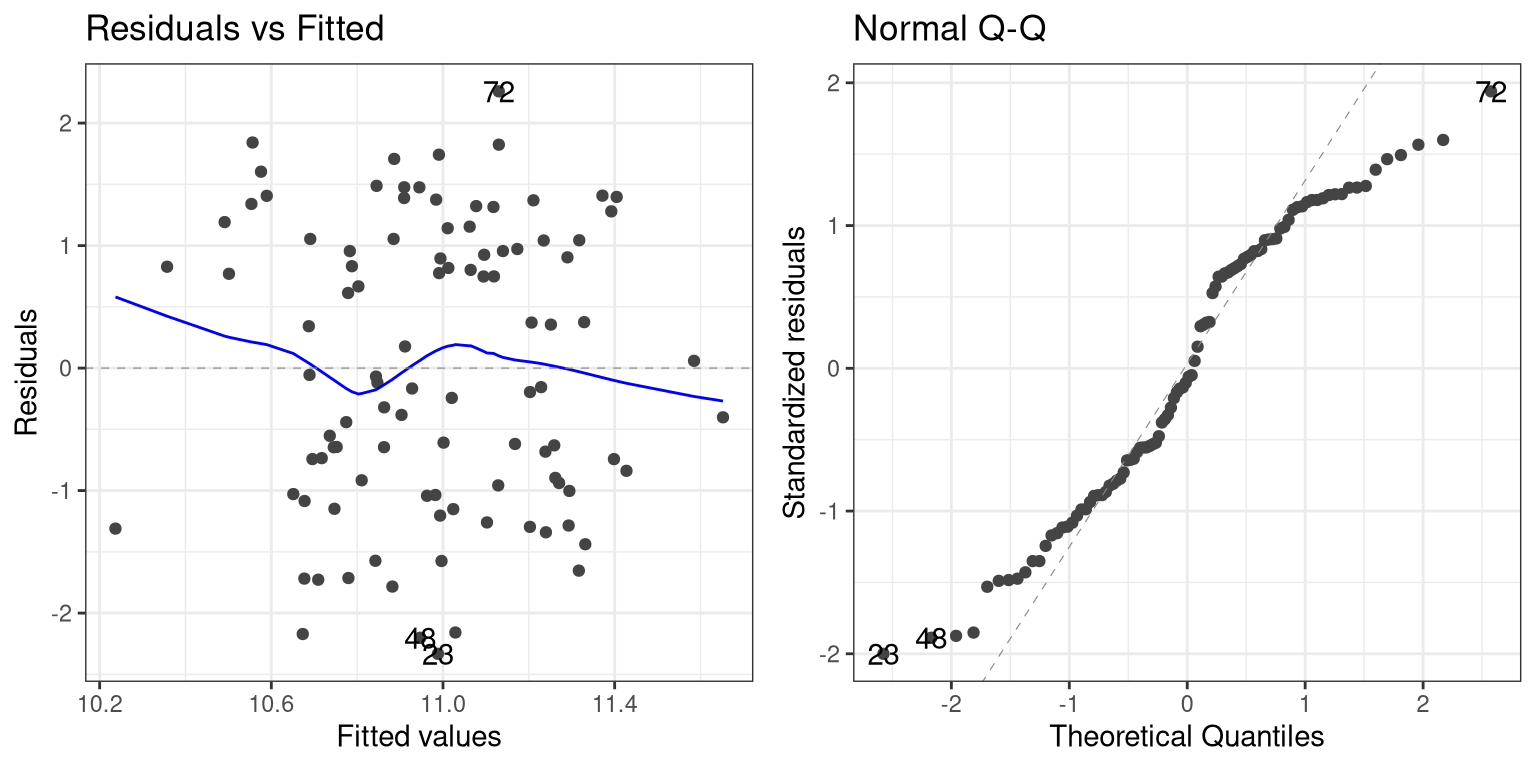 Residuals vs Fitted
72
2
1
0
-1
-2
48
23
10.2 10.6 11.0 11.4
Fitted values
Residuals
Normal Q-Q
2
72
1
0
-1
48
-2
23
-2 -1 0 1 2
Theoretical Quantiles
Standardized residuals